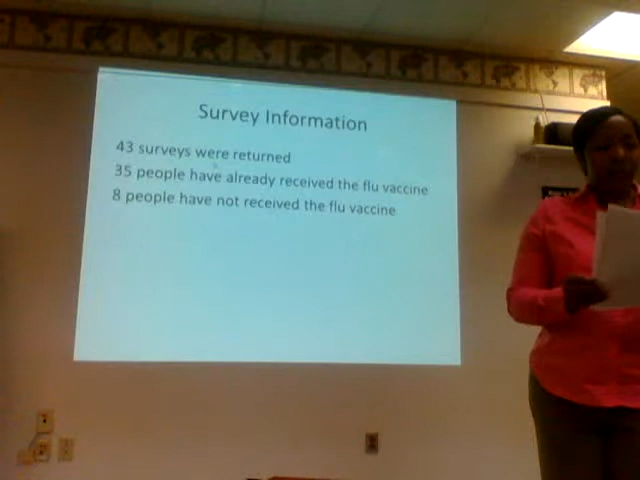 Survey Information
43 surveys were returned
35 people have already received the flu vaccine
8 people have not received the flu vaccine